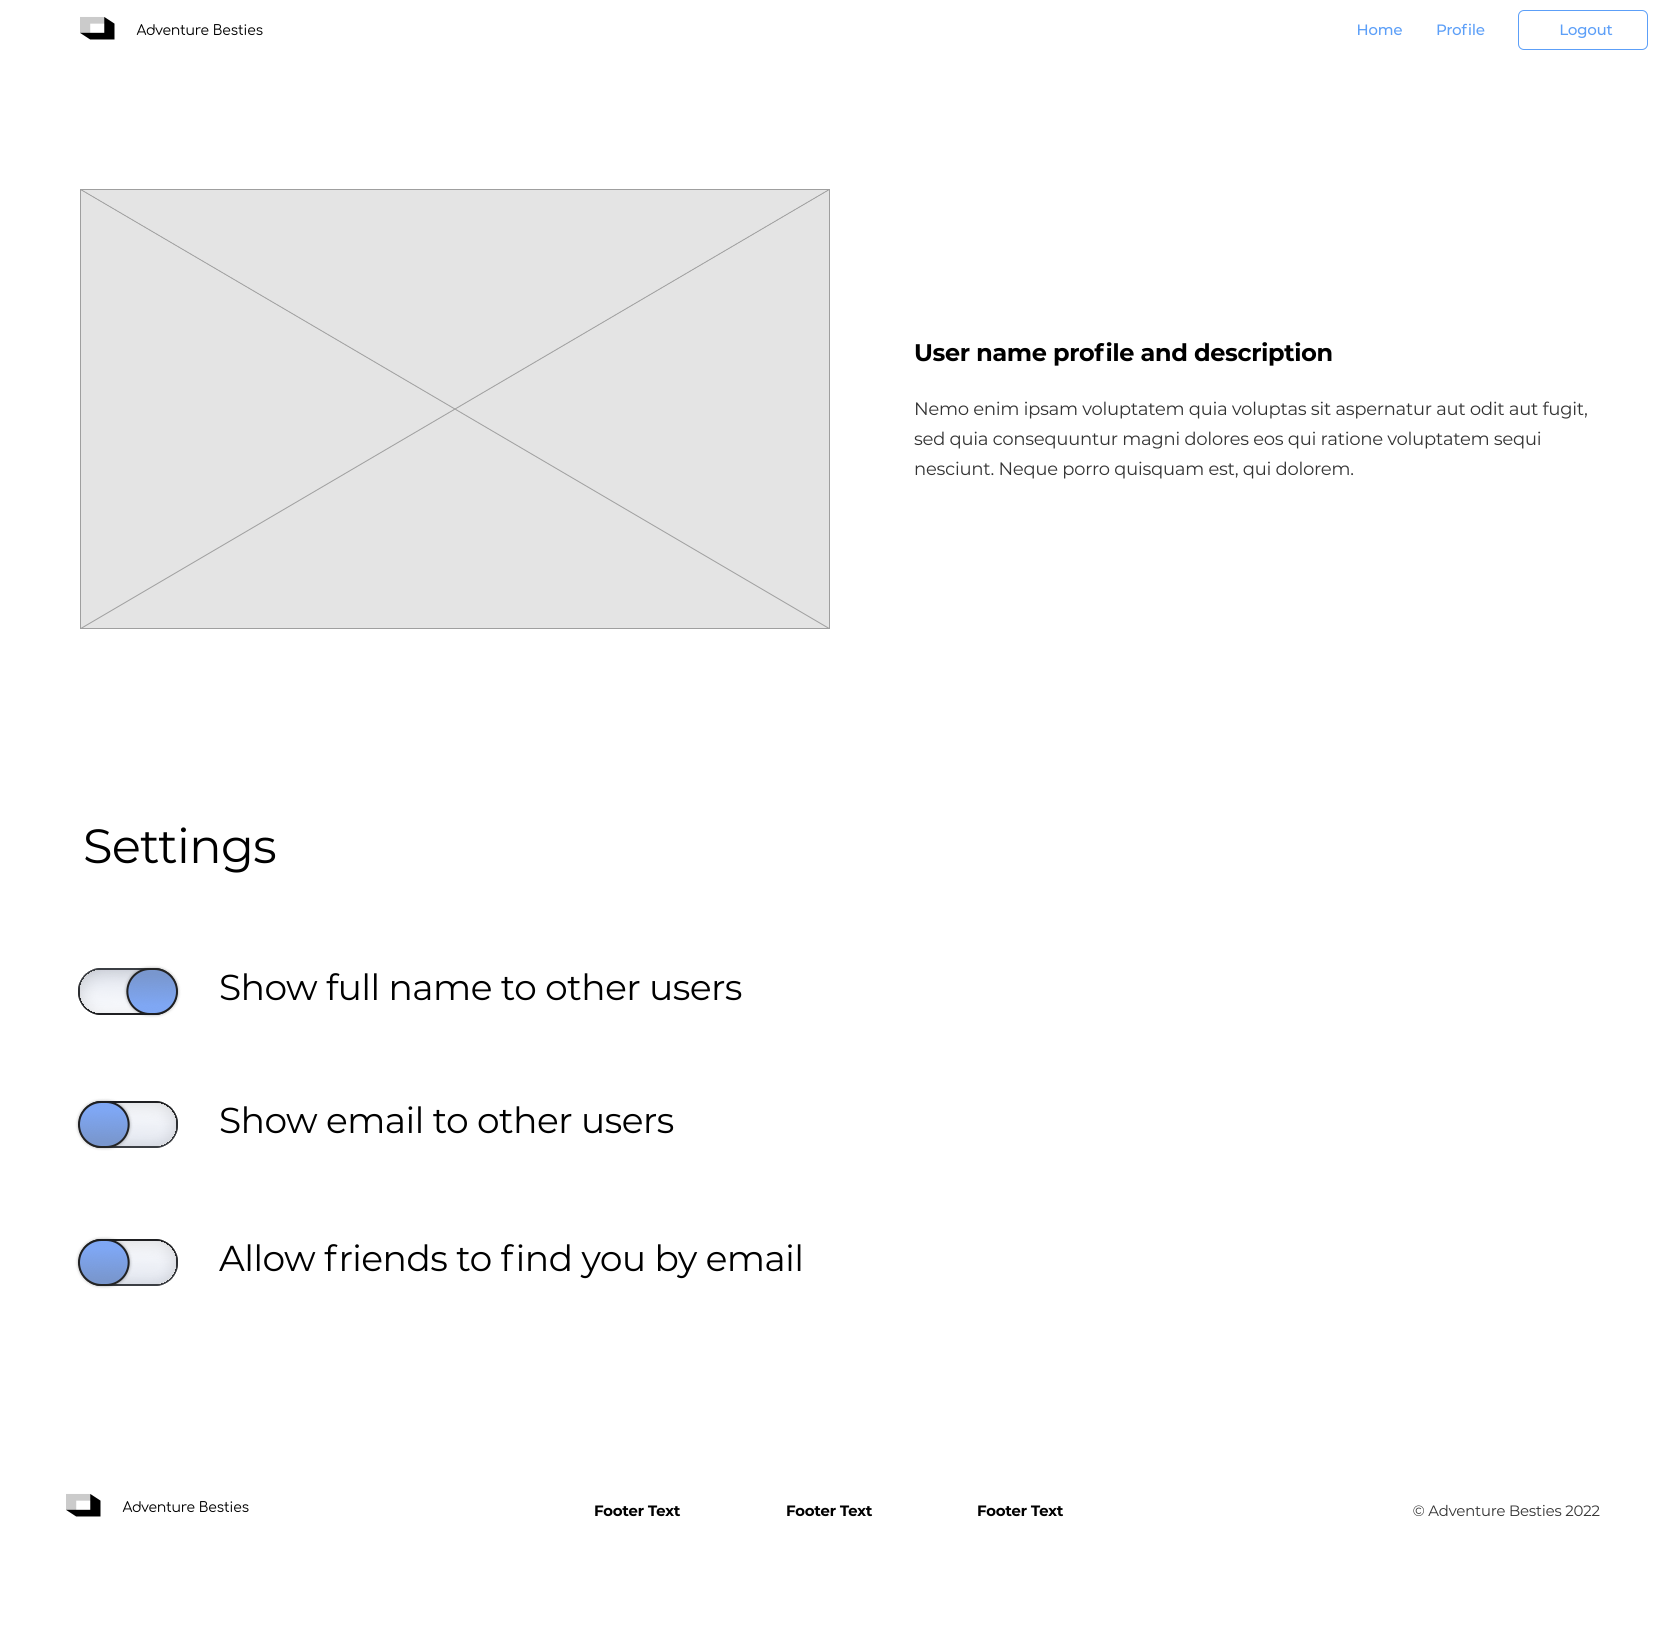 Adventure Besties
Home
Profile
Logout
User name profile and description
Nemo enim ipsam voluptatem quia voluptas sit aspernatur aut odit aut fugit,
sed quia consequuntur magni dolores eos qui ratione voluptatem sequi
nesciunt. Neque porro quisquam est, qui dolorem.
Settings
Show full name to other users
Show email to other users
Allow friends to find you by email
Adventure Besties
Footer Text
Footer Text
Footer Text
© Adventure Besties 2022